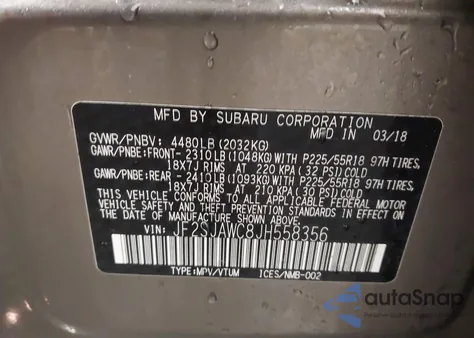 MFD BY SUBARU CORPORATION
GVWR/PNBV: 4480LB (2032KG) MFD IN 03/18
GAWR/PNBE:FRONT-2310LB (1048KG)WITH P225/55R18 97H TIRES,
18X7J RIMS AT 220 KPA (32 PSI) COLD
GAWR/PNBE:REAR -2410LB (1093KG)WITH P225/55R18 97H TIRES,
18X7J RIMS AT 210 KPA (30 PSI) COLD
THIS VEHICLE CONFORMS TO ALL APPLICABLE FEDERAL MOTOR
VEHICLE SAFETY, BUMPER, AND THEFT PREVENTION STANDARDS IN
EFFECT ON THE DATE OF MANUFACTURE SHOWN ABOVE
VIN: JF2SJAWC8JH558356
TYPE:MPV/VTUM ICES/NMB-002
autoSnap